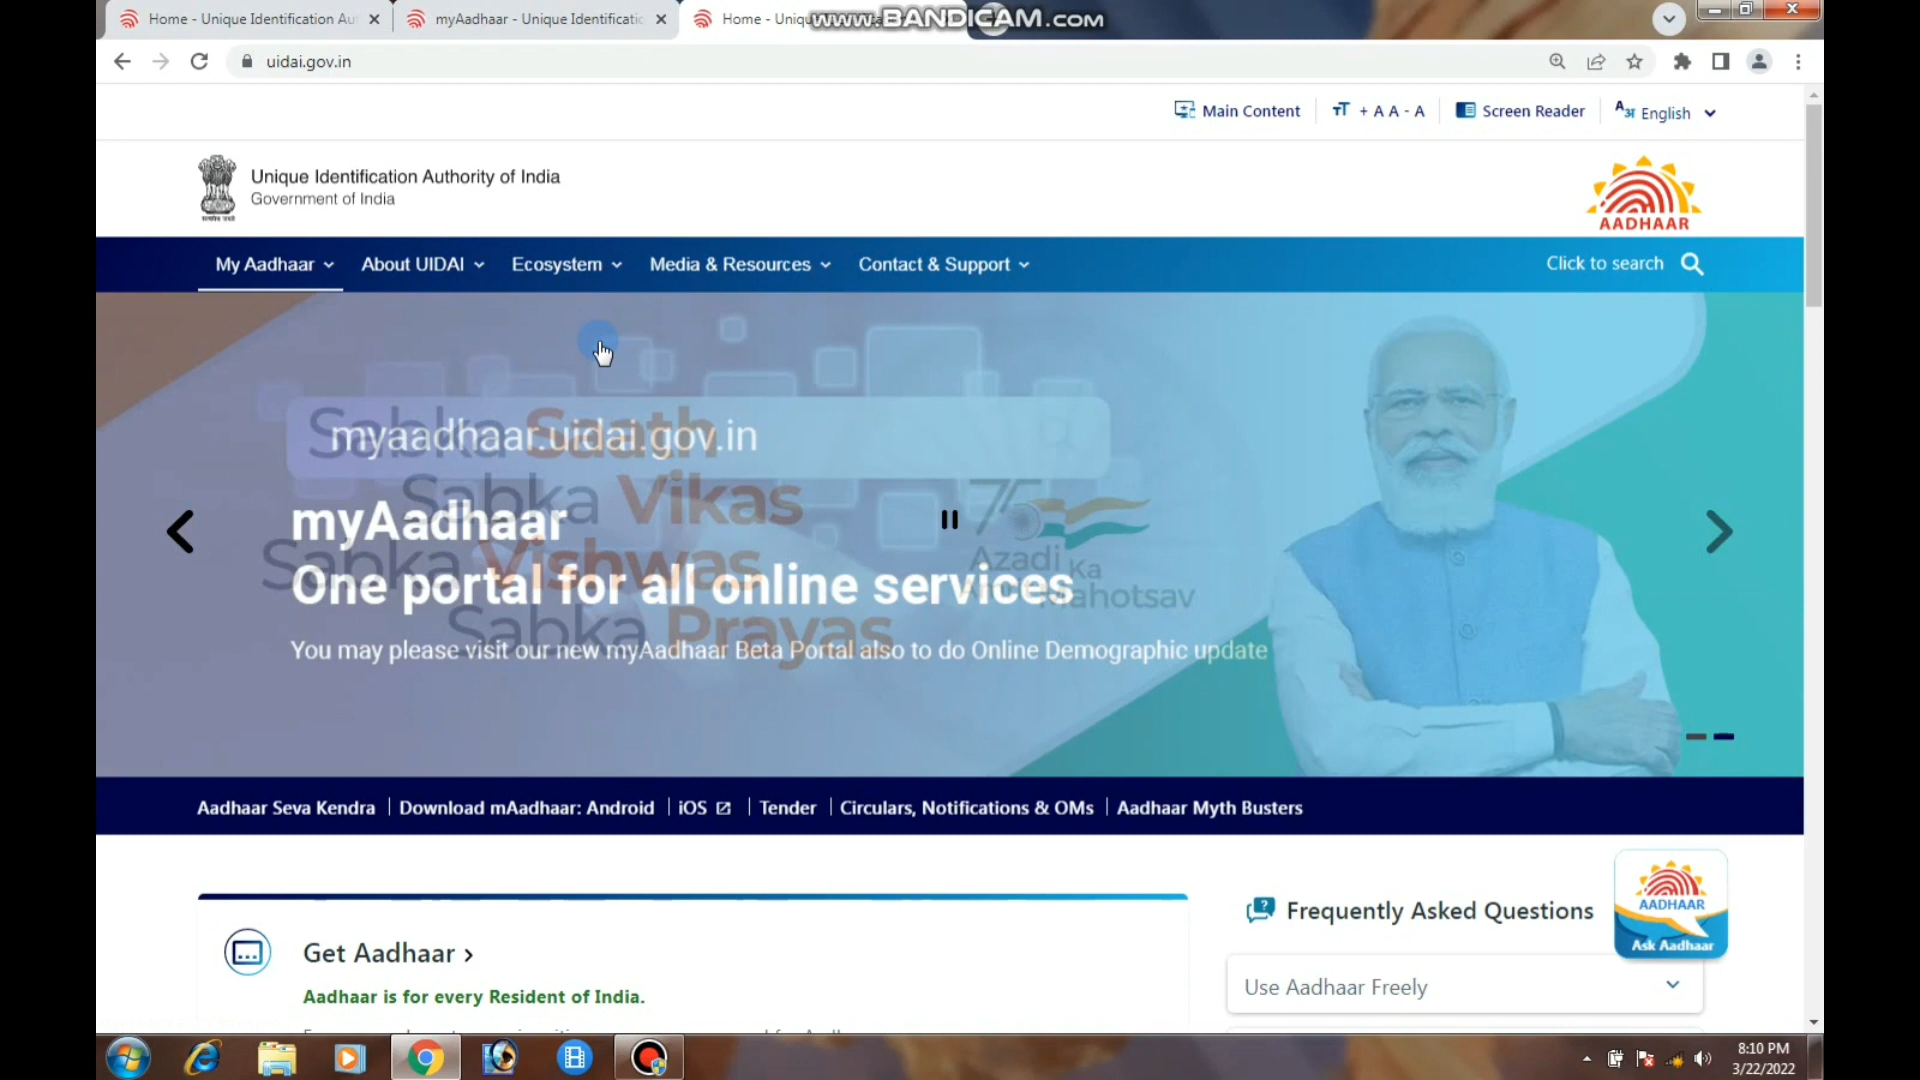 Home - Unique Identification Au
myAadhaar - Unique Identificatio
Home - Uniqu
www.BANDICAM.com
uidai.gov.in
Main Content
+ A A - A
Screen Reader
English
Unique Identification Authority of India
Government of India
AADHAAR
My Aadhaar
About UIDAI
Ecosystem
Media & Resources
Contact & Support
Click to search
Sabka Saath
Sabka Vikas
Sabka Vishwas
Sabka Prayas
75
Azadi Ka
Amrit Mahotsav
myaadhaar.uidai.gov.in
myAadhaar
One portal for all online services
You may please visit our new myAadhaar Beta Portal also to do Online Demographic update
Aadhaar Seva Kendra
Download mAadhaar: Android
iOS
Tender
Circulars, Notifications & OMs
Aadhaar Myth Busters
Get Aadhaar
Aadhaar is for every Resident of India.
Frequently Asked Questions
Use Aadhaar Freely
AADHAAR
Ask Aadhaar
8:10 PM
3/22/2022